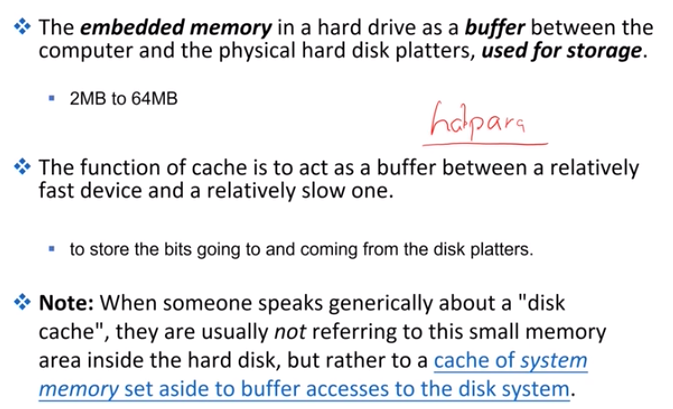 The embedded memory in a hard drive as a buffer between the
computer and the physical hard disk platters, used for storage.
2MB to 64MB
hdparm
The function of cache is to act as a buffer between a relatively
fast device and a relatively slow one.
to store the bits going to and coming from the disk platters.
Note: When someone speaks generically about a "disk
cache", they are usually not referring to this small memory
area inside the hard disk, but rather to a cache of system
memory set aside to buffer accesses to the disk system.